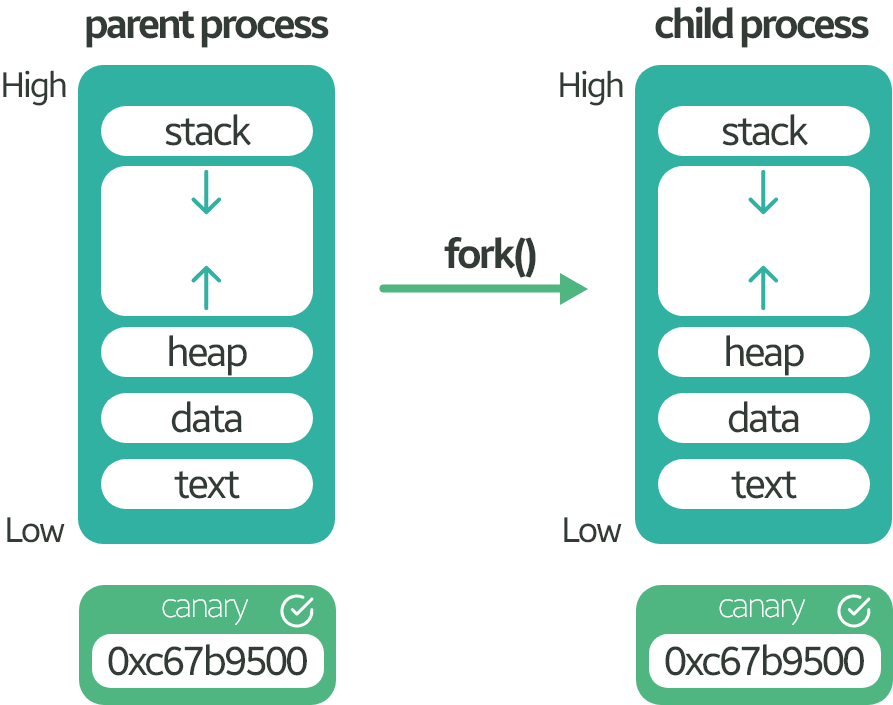 parent process
High
stack
heap
data
text
Low
canary
0xc67b9500
fork()
child process
High
stack
heap
data
text
Low
canary
0xc67b9500